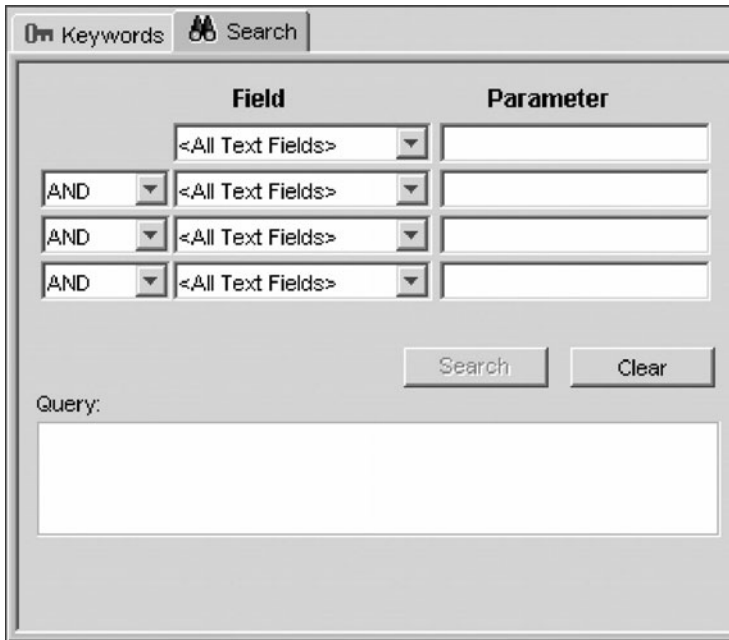 Keywords Search
Field Parameter
<All Text Fields>
AND <All Text Fields>
AND <All Text Fields>
AND <All Text Fields>
Search Clear
Query: